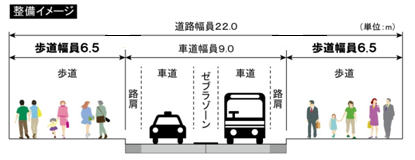 整備イメージ
道路幅員22.0 (単位:m)
歩道幅員6.5 車道幅員9.0 歩道幅員6.5
歩道 路肩 車道 ゼブラゾーン 車道 路肩 歩道